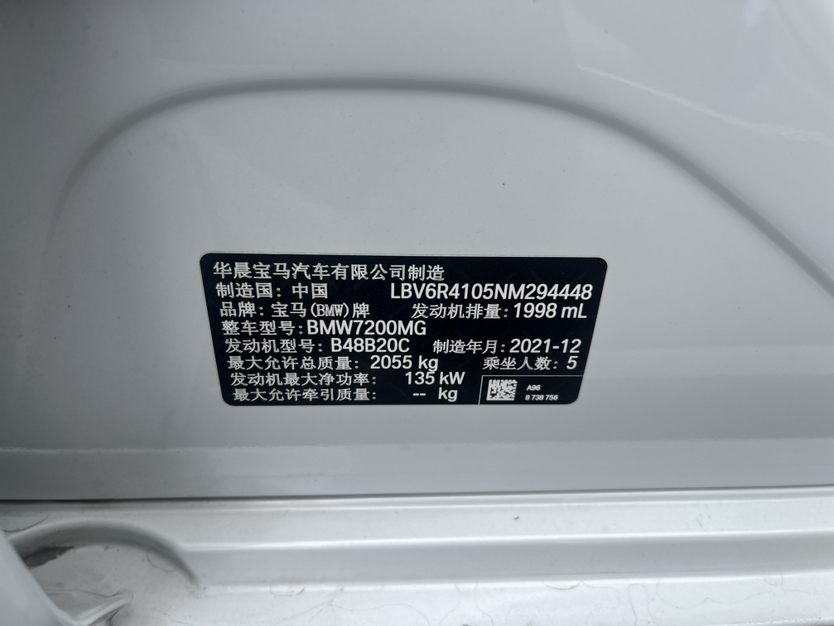 华晨宝马汽车有限公司制造
制造国: 中国 LBV6R4105NM294448
品牌: 宝马(BMW)牌 发动机排量: 1998 mL
整车型号: BMW7200MG
发动机型号: B48B20C 制造年月: 2021-12
最大允许总质量: 2055 kg 乘坐人数: 5
发动机最大净功率: 135 kW
最大允许牵引质量: -- kg
A96
8 738 756